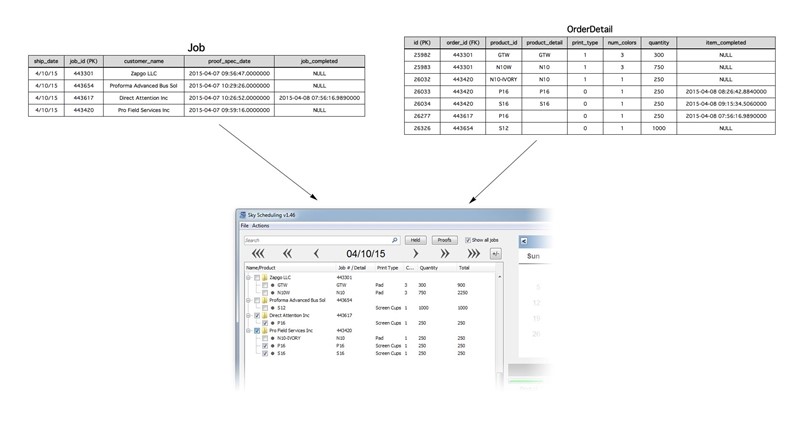 Job
ship_date job_id (PK) customer_name proof_spec_date job_completed
4/10/15 443301 Zapgo LLC 2015-04-07 09:56:47.0000000 NULL
4/10/15 443654 Proforma Advanced Bus Sol 2015-04-07 10:29:26.0000000 NULL
4/10/15 443617 Direct Attention Inc 2015-04-07 10:26:52.0000000 2015-04-08 07:56:16.9890000
4/10/15 443420 Pro Field Services Inc 2015-04-07 09:59:16.0000000 NULL
OrderDetail
id (PK) order_id (FK) product_id product_detail print_type num_colors quantity item_completed
25982 443301 GTW GTW 1 3 300 NULL
25983 443301 N10W N10 1 3 750 NULL
26032 443420 N10-IVORY N10 1 1 250 NULL
26033 443420 P16 P16 0 1 250 2015-04-08 08:26:42.8840000
26034 443420 S16 S16 0 1 250 2015-04-08 09:15:34.5060000
26277 443617 P16 0 1 250 2015-04-08 07:56:16.9890000
26326 443654 S12 0 1 1000 NULL
Sky Scheduling v1.46
File Actions
Search Held Proofs Show all jobs
04/10/15 +/-
Name/Product Job # / Detail Print Type C... Quantity Total
Zapgo LLC 443301
GTW GTW Pad 3 300 900
N10W N10 Pad 3 750 2250
Proforma Advanced Bus Sol 443654
S12 Screen Cups 1 1000 1000
Direct Attention Inc 443617
P16 Screen Cups 1 250 250
Pro Field Services Inc 443420
N10-IVORY N10 Pad 1 250 250
P16 P16 Screen Cups 1 250 250
S16 S16 Screen Cups 1 250 250
Sun